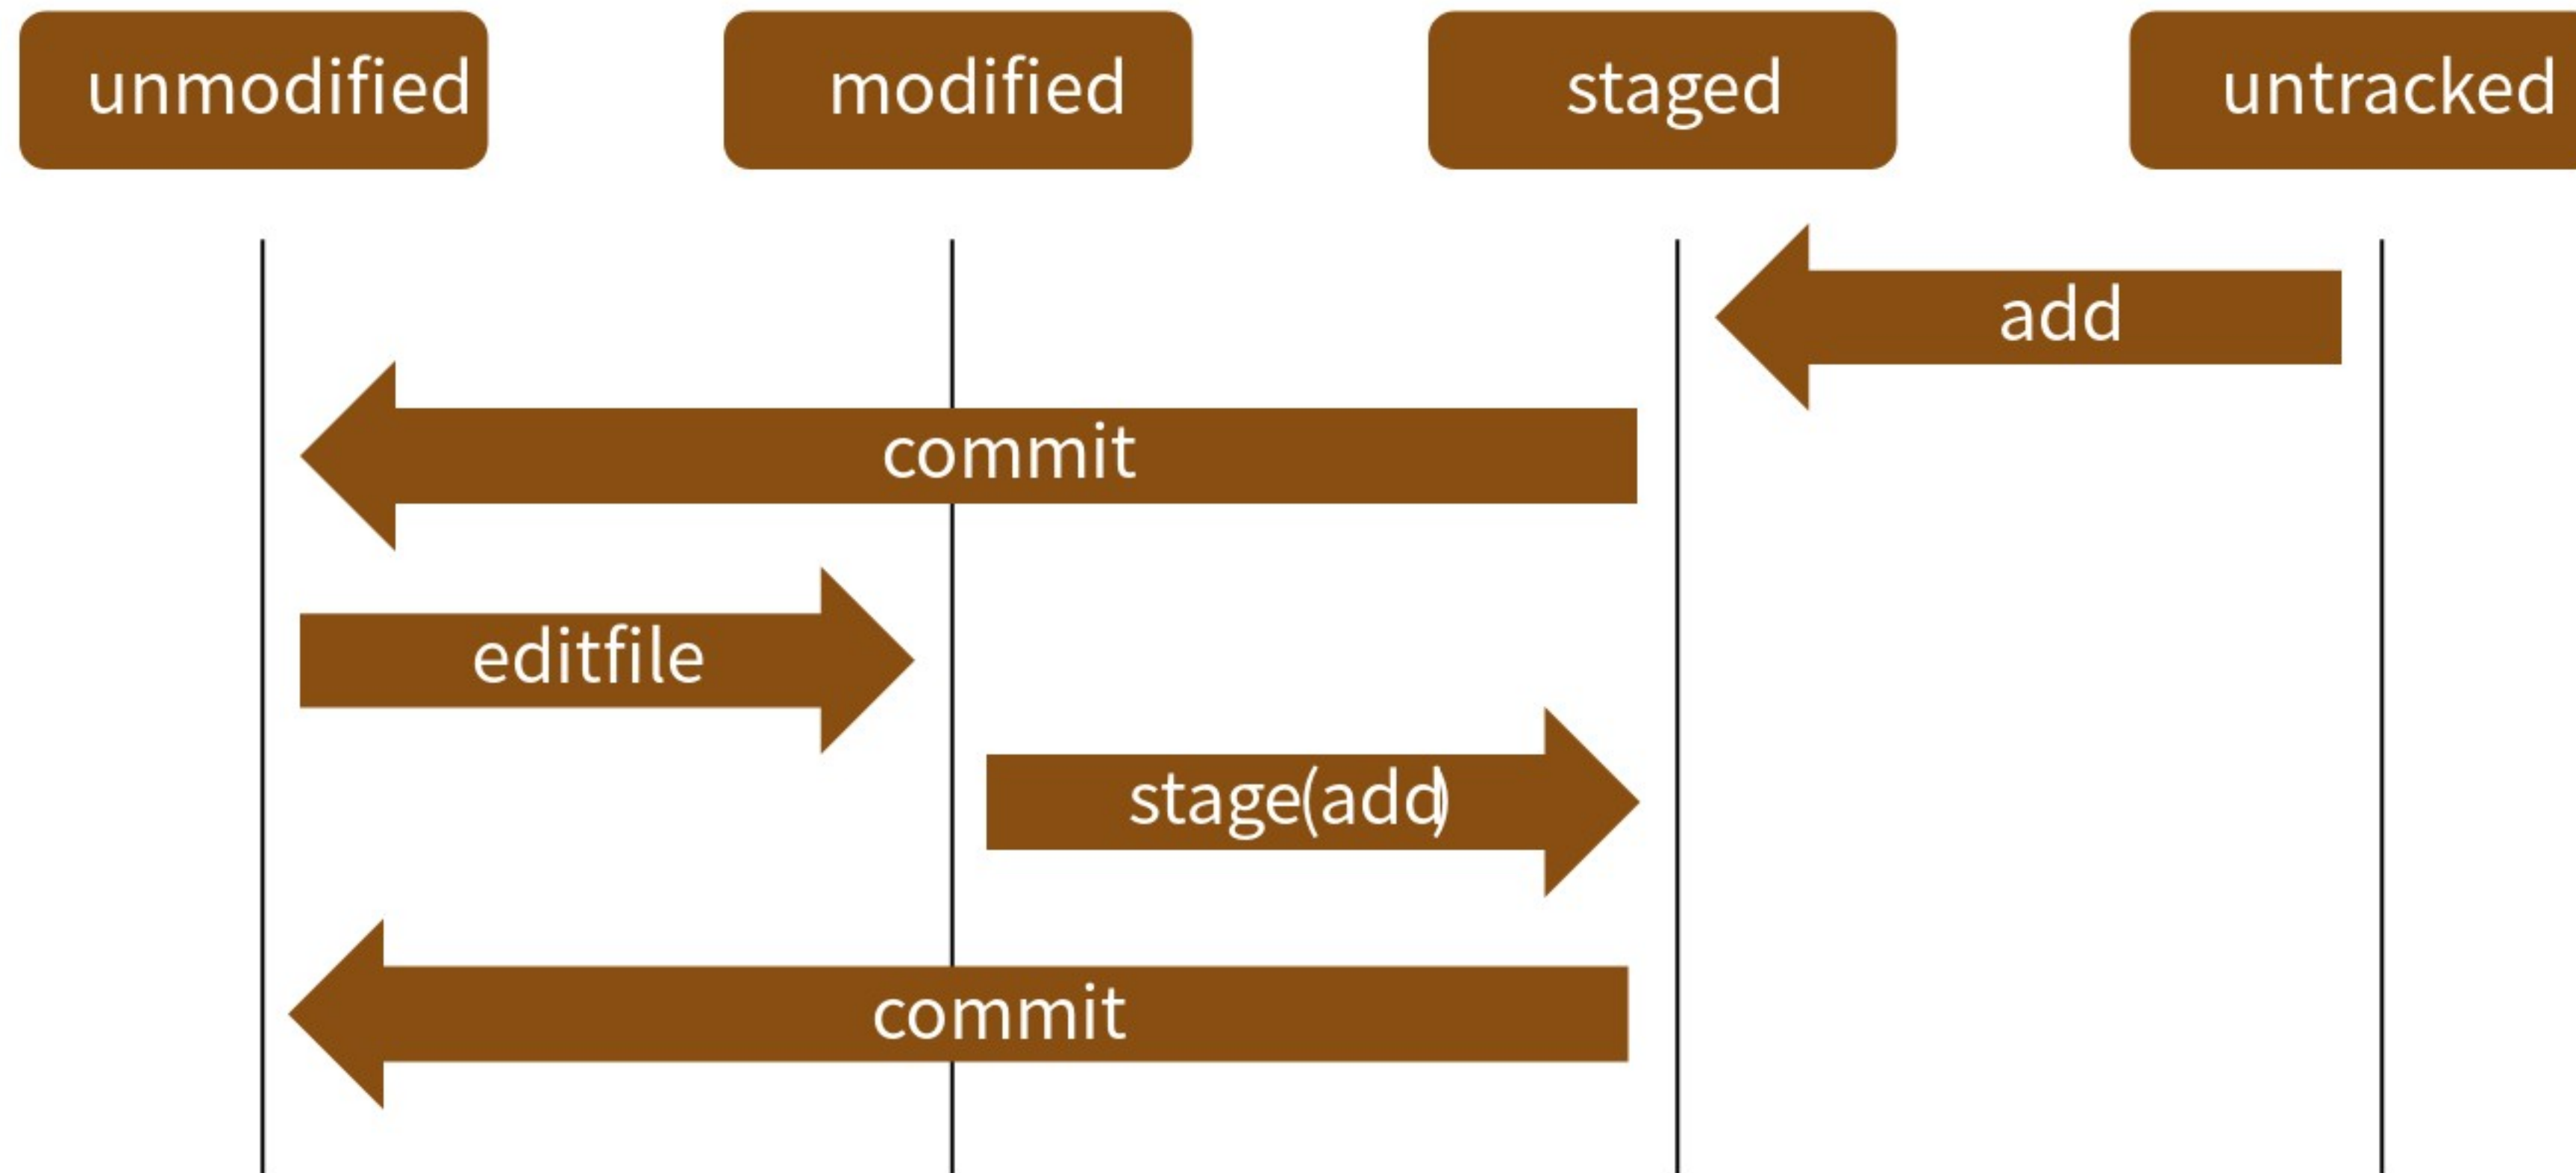 unmodified
modified
staged
untracked
add
commit
editfile
stage(add)
commit